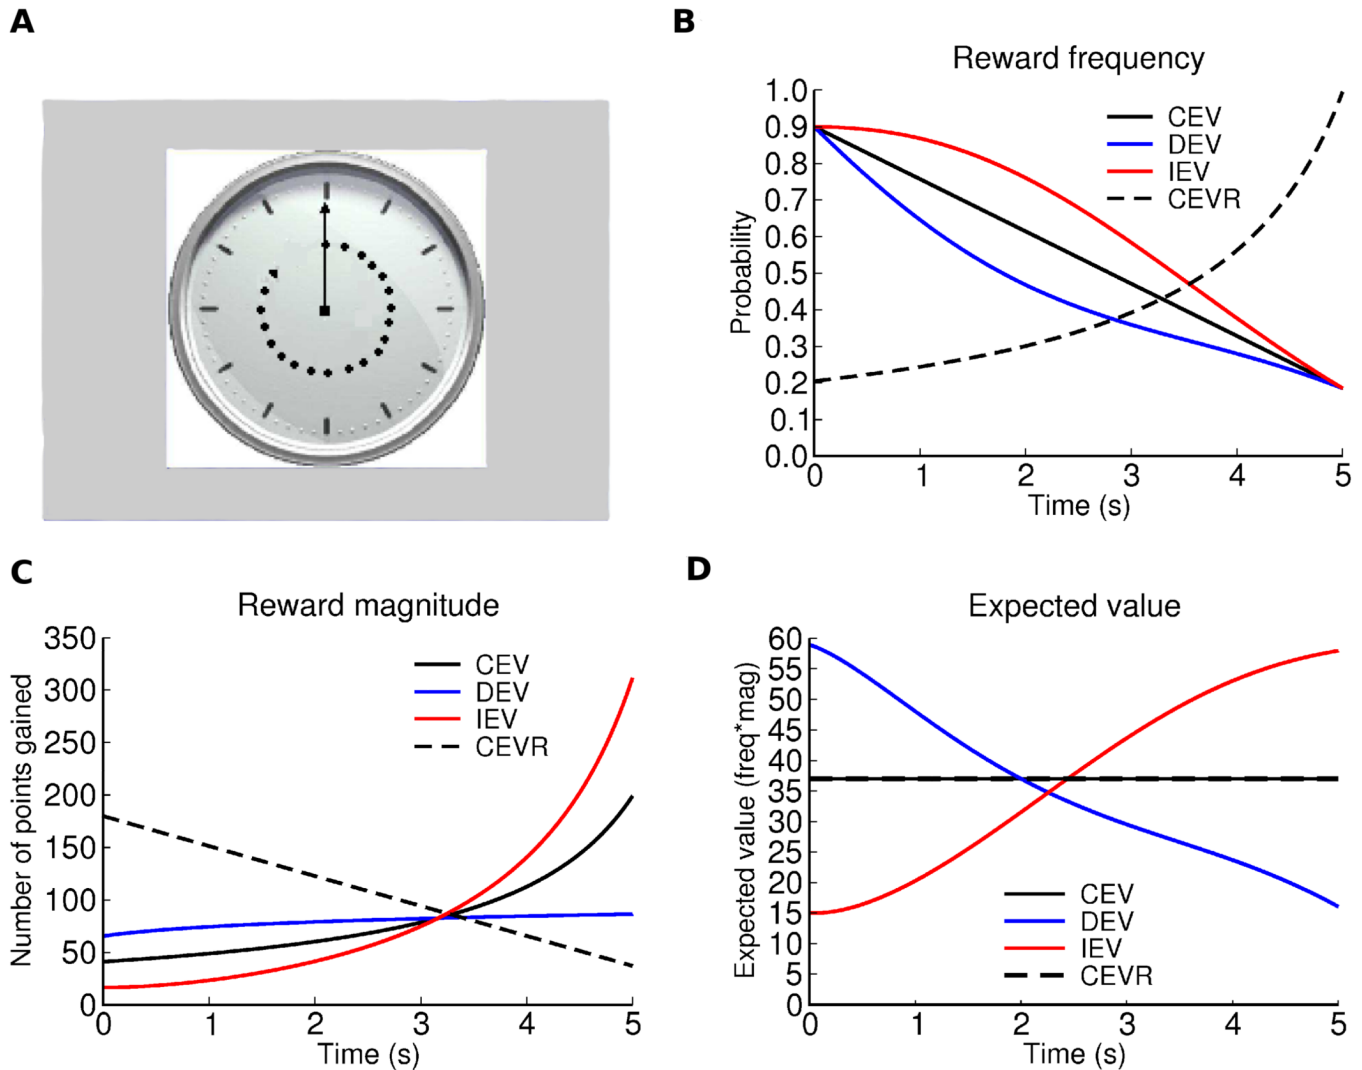 A
B
Reward frequency
1.0
0.9
0.8
0.7
0.6
0.5
0.4
0.3
0.2
0.1
0.0
Probability
CEV
DEV
IEV
CEVR
0 1 2 3 4 5
Time (s)
C
Reward magnitude
350
300
250
200
150
100
50
0
Number of points gained
CEV
DEV
IEV
CEVR
0 1 2 3 4 5
Time (s)
D
Expected value
60
55
50
45
40
35
30
25
20
15
10
5
0
Expected value (freq*mag)
CEV
DEV
IEV
CEVR
0 1 2 3 4 5
Time (s)